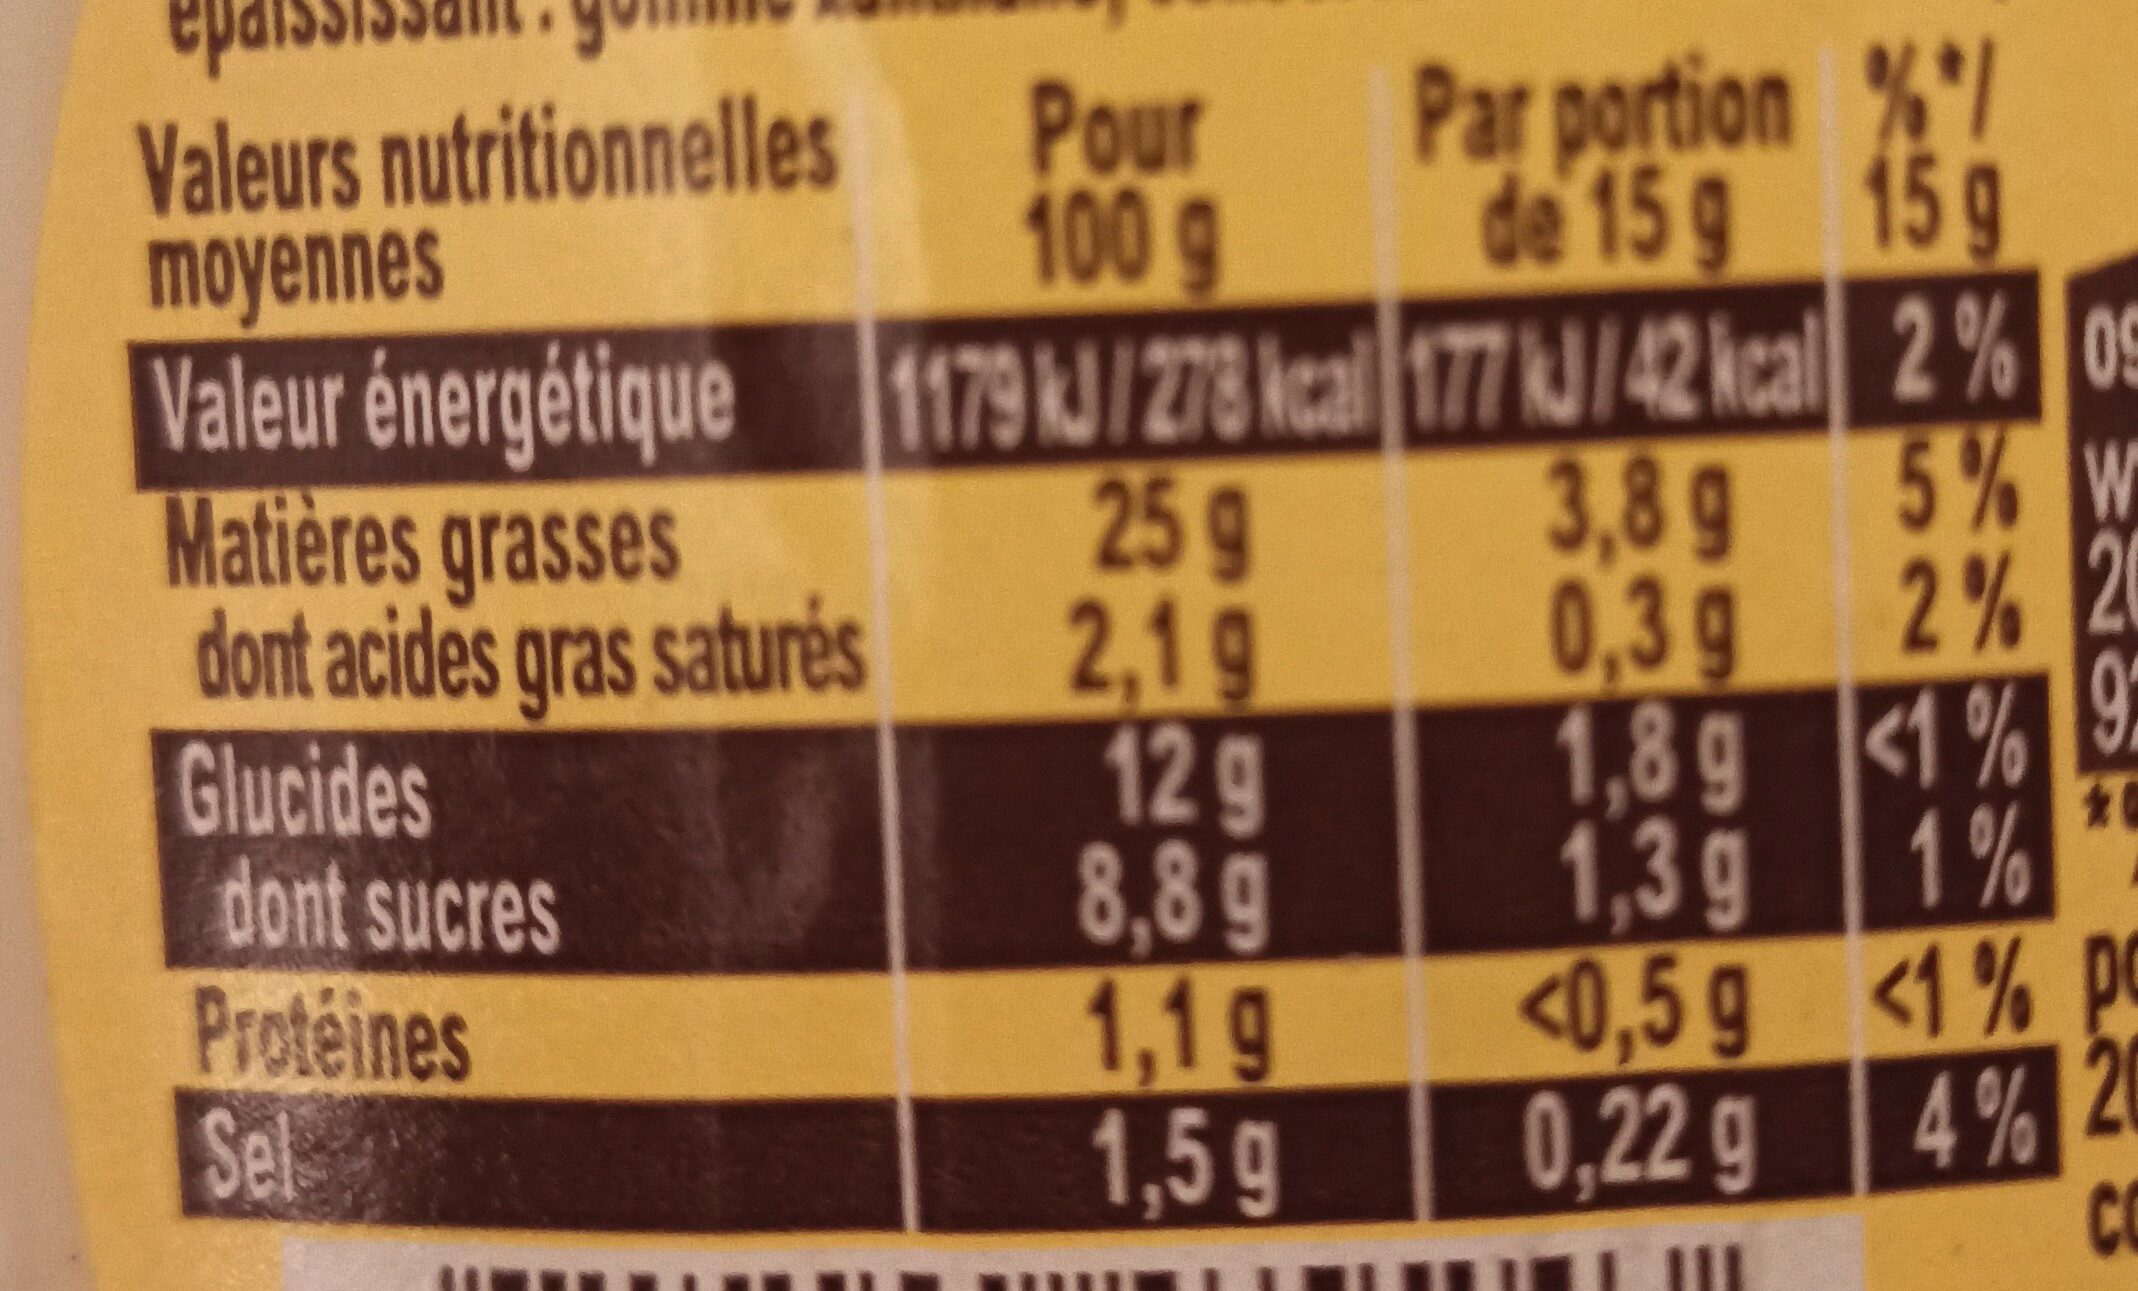 épaississant : gomme
Valeurs nutritionnelles moyennes Pour 100 g Par portion de 15 g %*/ 15 g
Valeur énergétique 1179 kJ / 278 kcal 177 kJ / 42 kcal 2 %
Matières grasses 25 g 3,8 g 5 %
dont acides gras saturés 2,1 g 0,3 g 2 %
Glucides 12 g 1,8 g <1 %
dont sucres 8,8 g 1,3 g 1 %
Protéines 1,1 g <0,5 g <1 %
Sel 1,5 g 0,22 g 4 %